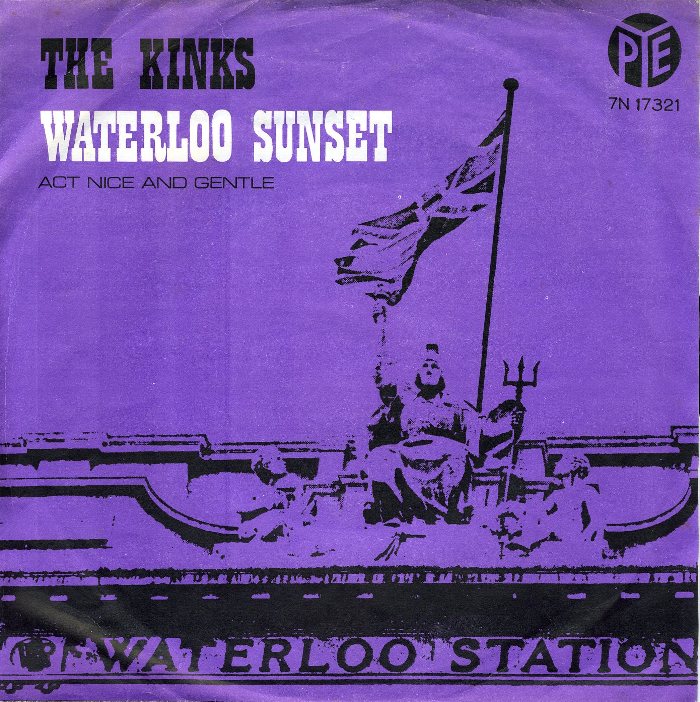 THE KINKS
WATERLOO SUNSET
ACT NICE AND GENTLE
PYE
7N 17321
WATERLOO STATION